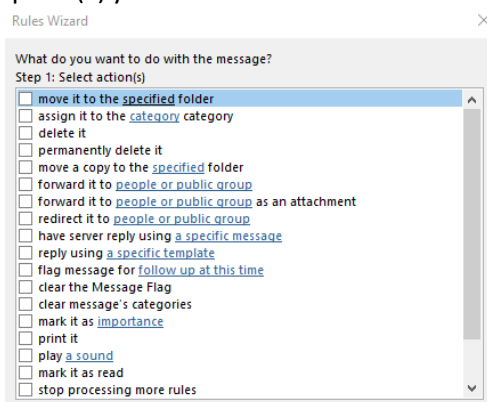 Rules Wizard
What do you want to do with the message?
Step 1: Select action(s)
move it to the specified folder
assign it to the category category
delete it
permanently delete it
move a copy to the specified folder
forward it to people or public group
forward it to people or public group as an attachment
redirect it to people or public group
have server reply using a specific message
reply using a specific template
flag message for follow up at this time
clear the Message Flag
clear message's categories
mark it as importance
print it
play a sound
mark it as read
stop processing more rules